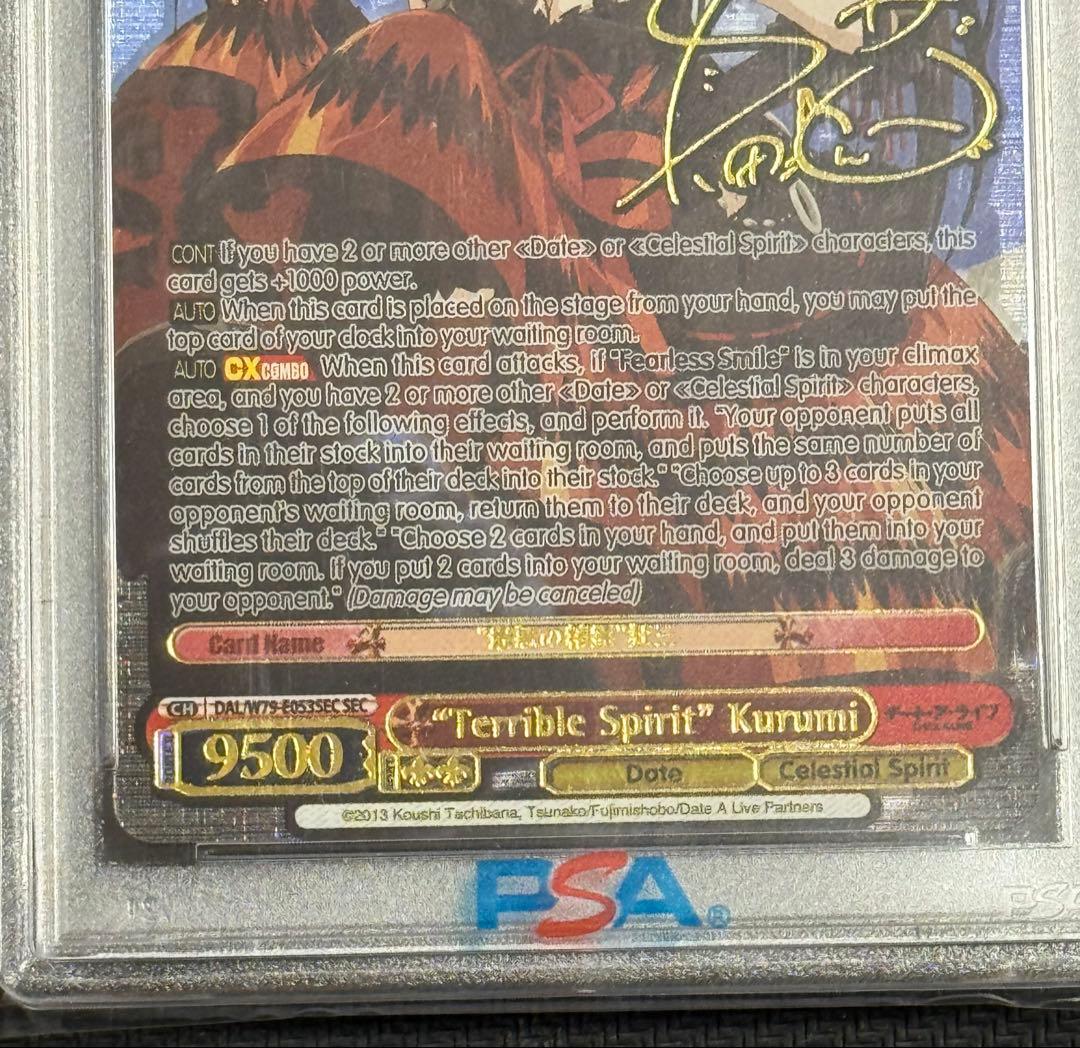 CONT If you have 2 or more other «Date» or «Celestial Spirit» characters, this
card gets +1000 power.
AUTO When this card is placed on the stage from your hand, you may put the
top card of your clock into your waiting room.
AUTO CX COMBO When this card attacks, if "Fearless Smile" is in your climax
area, and you have 2 or more other «Date» or «Celestial Spirit» characters,
choose 1 of the following effects, and perform it. "Your opponent puts all
cards in their stock into their waiting room, and puts the same number of
cards from the top of their deck into their stock." "Choose up to 3 cards in your
opponent's waiting room, return them to their deck, and your opponent
shuffles their deck." "Choose 2 cards in your hand, and put them into your
waiting room. If you put 2 cards into your waiting room, deal 3 damage to
your opponent." (Damage may be canceled)
Card Name
CH DAL/W79-E053SEC SEC
"Terrible Spirit" Kurumi
デート・ア・ライブ
9500
Date
Celestial Spirit
©2013 Koushi Tachibana, Tsunako/Fujimishobo/Date A Live Partners
PSA®